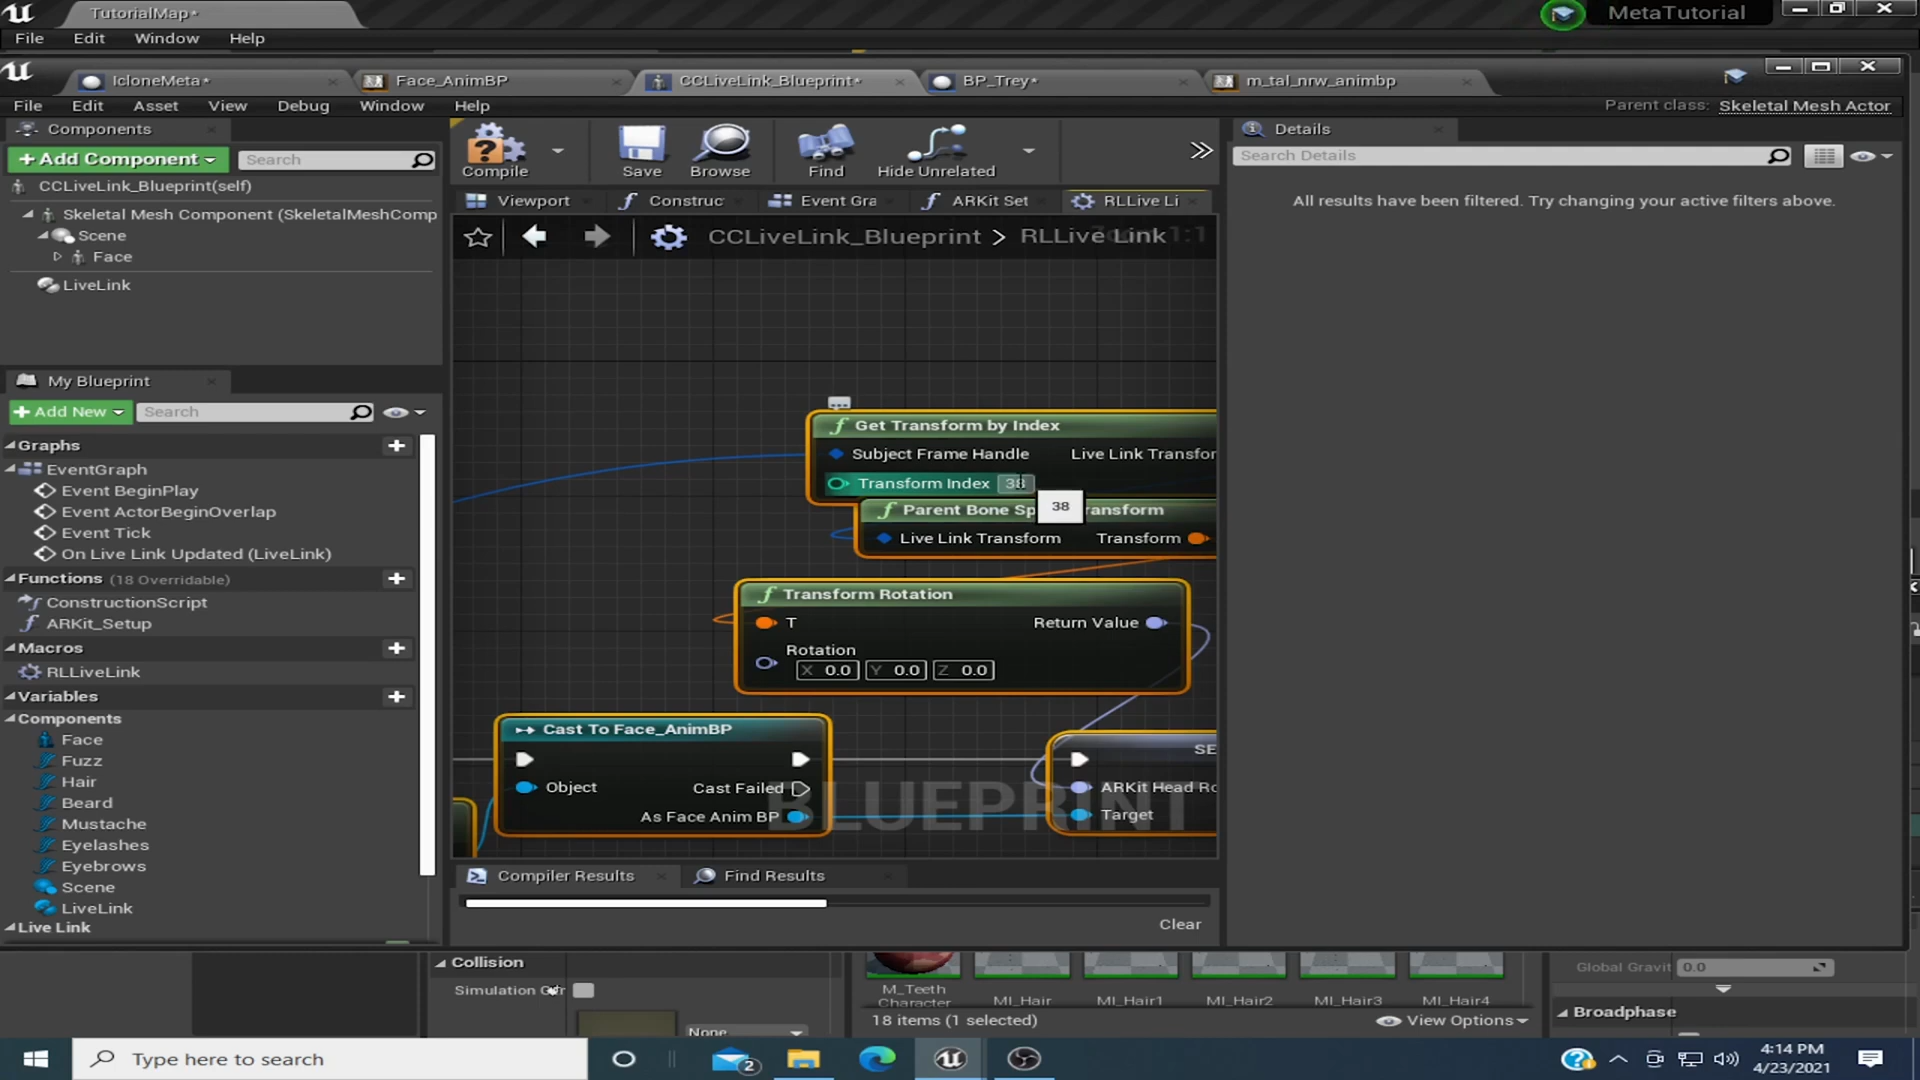 TutorialMap*
MetaTutorial
File Edit Window Help
IcloneMeta* Face_AnimBP CCLiveLink_Blueprint* BP_Trey* m_tal_nrw_animbp
File Edit Asset View Debug Window Help
Parent class: Skeletal Mesh Actor
Components
+Add Component Search
CCLiveLink_Blueprint(self)
Skeletal Mesh Component (SkeletalMeshComp
Scene
Face
LiveLink
My Blueprint
+Add New Search
Graphs
EventGraph
Event BeginPlay
Event ActorBeginOverlap
Event Tick
On Live Link Updated (LiveLink)
Functions (18 Overridable)
ConstructionScript
ARKit_Setup
Macros
RLLiveLink
Variables
Components
Face
Fuzz
Hair
Beard
Mustache
Eyelashes
Eyebrows
Scene
LiveLink
Live Link
Compile Save Browse Find Hide Unrelated
Viewport Construc Event Gra ARKit Set RLLive Li
CCLiveLink_Blueprint > RLLive Link
Get Transform by Index
Subject Frame Handle Live Link Transfor
Transform Index 38
38
Parent Bone Sp ransform
Live Link Transform Transform
Transform Rotation
T Return Value
Rotation
X 0.0 Y 0.0 Z 0.0
Cast To Face_AnimBP
Object Cast Failed
As Face Anim BP
SE
ARKit Head Ro
Target
BLUEPRINT
Compiler Results Find Results
Clear
Details
Search Details
All results have been filtered. Try changing your active filters above.
Collision
Simulation
None
M_Teeth
Character
MI_Hair MI_Hair1 MI_Hair2 MI_Hair3 MI_Hair4
18 items (1 selected) View Options
Global Gravit 0.0
Broadphase
Type here to search
2
4:14 PM
4/23/2021